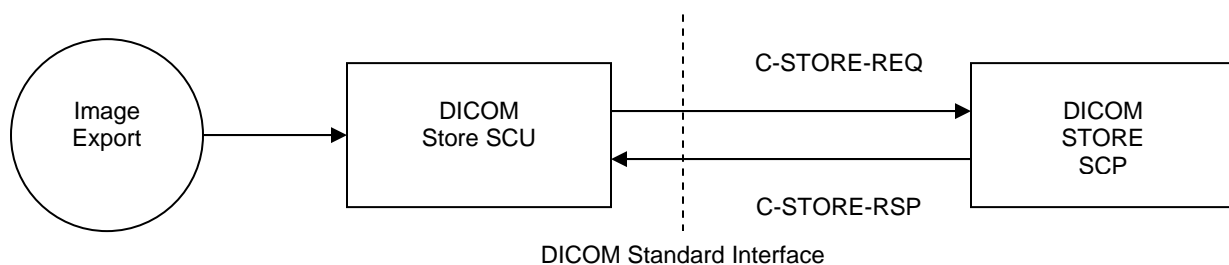 Image
Export
DICOM
Store SCU
C-STORE-REQ
C-STORE-RSP
DICOM
STORE
SCP
DICOM Standard Interface